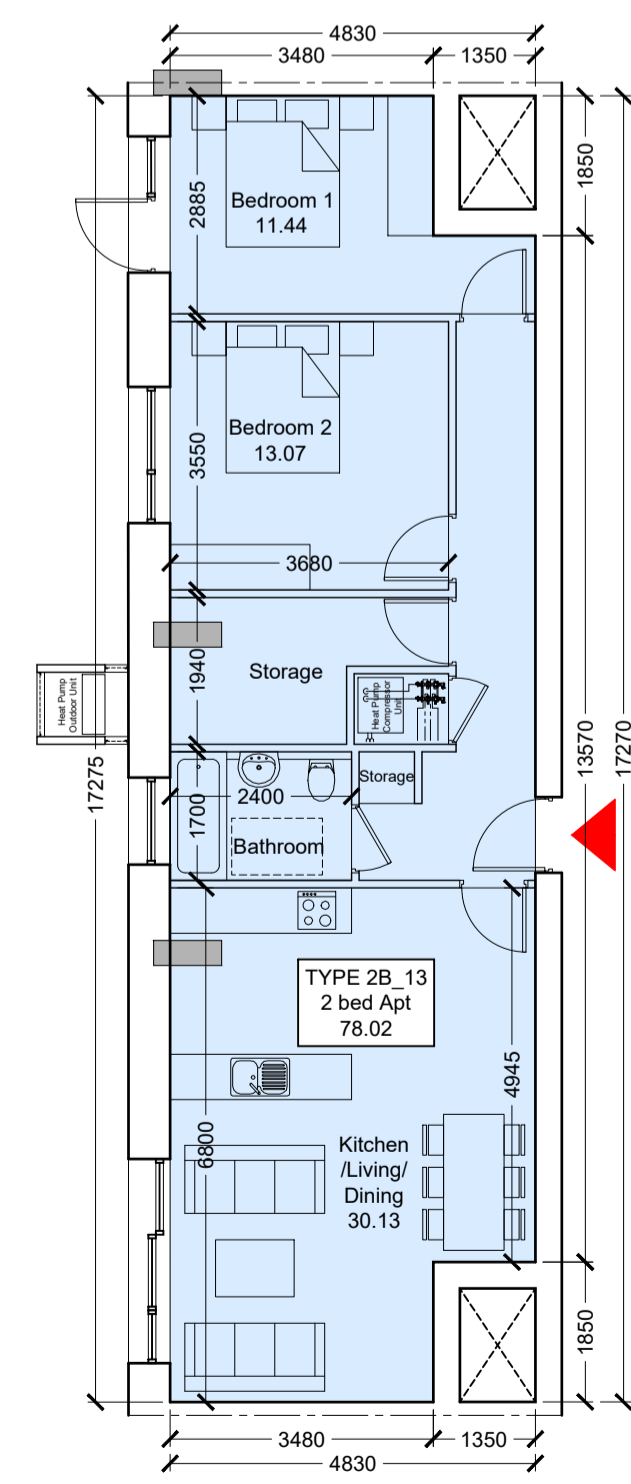 4830
3480
1350
2885
1850
Bedroom 1
11.44
3550
Bedroom 2
13.07
3680
1940
Storage
Heat Pump
Outdoor Unit
Heat Pump
Compressor
Unit
17275
13570
17270
Storage
2400
1700
Bathroom
TYPE 2B_13
2 bed Apt
78.02
4945
6800
Kitchen
/Living/
Dining
30.13
1850
3480
1350
4830